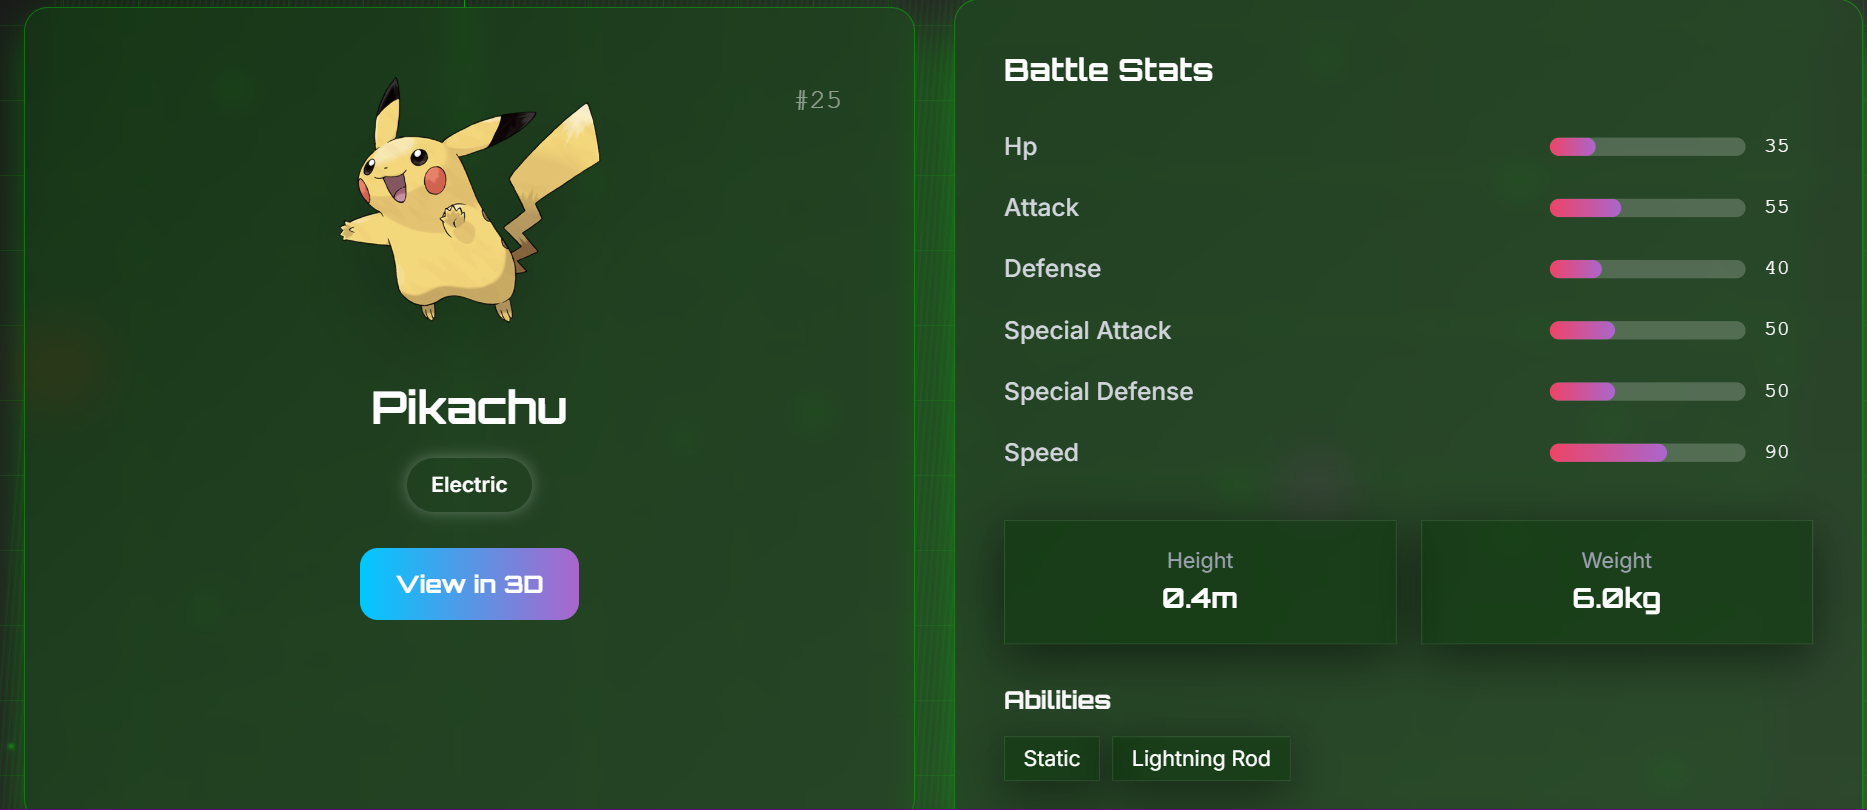 #25
Pikachu
Electric
View in 3D
Battle Stats
Hp 35
Attack 55
Defense 40
Special Attack 50
Special Defense 50
Speed 90
Height
0.4m
Weight
6.0kg
Abilities
Static
Lightning Rod